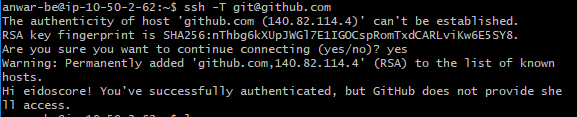 anwar-be@ip-10-50-2-62:~$ ssh -T git@github.com
The authenticity of host 'github.com (140.82.114.4)' can't be established.
RSA key fingerprint is SHA256:nThbg6kXUpJWGl7E1IGOCspRomTxdCARLviKw6E5SY8.
Are you sure you want to continue connecting (yes/no)? yes
Warning: Permanently added 'github.com,140.82.114.4' (RSA) to the list of known
hosts.
Hi eidoscore! You've successfully authenticated, but GitHub does not provide she
ll access.